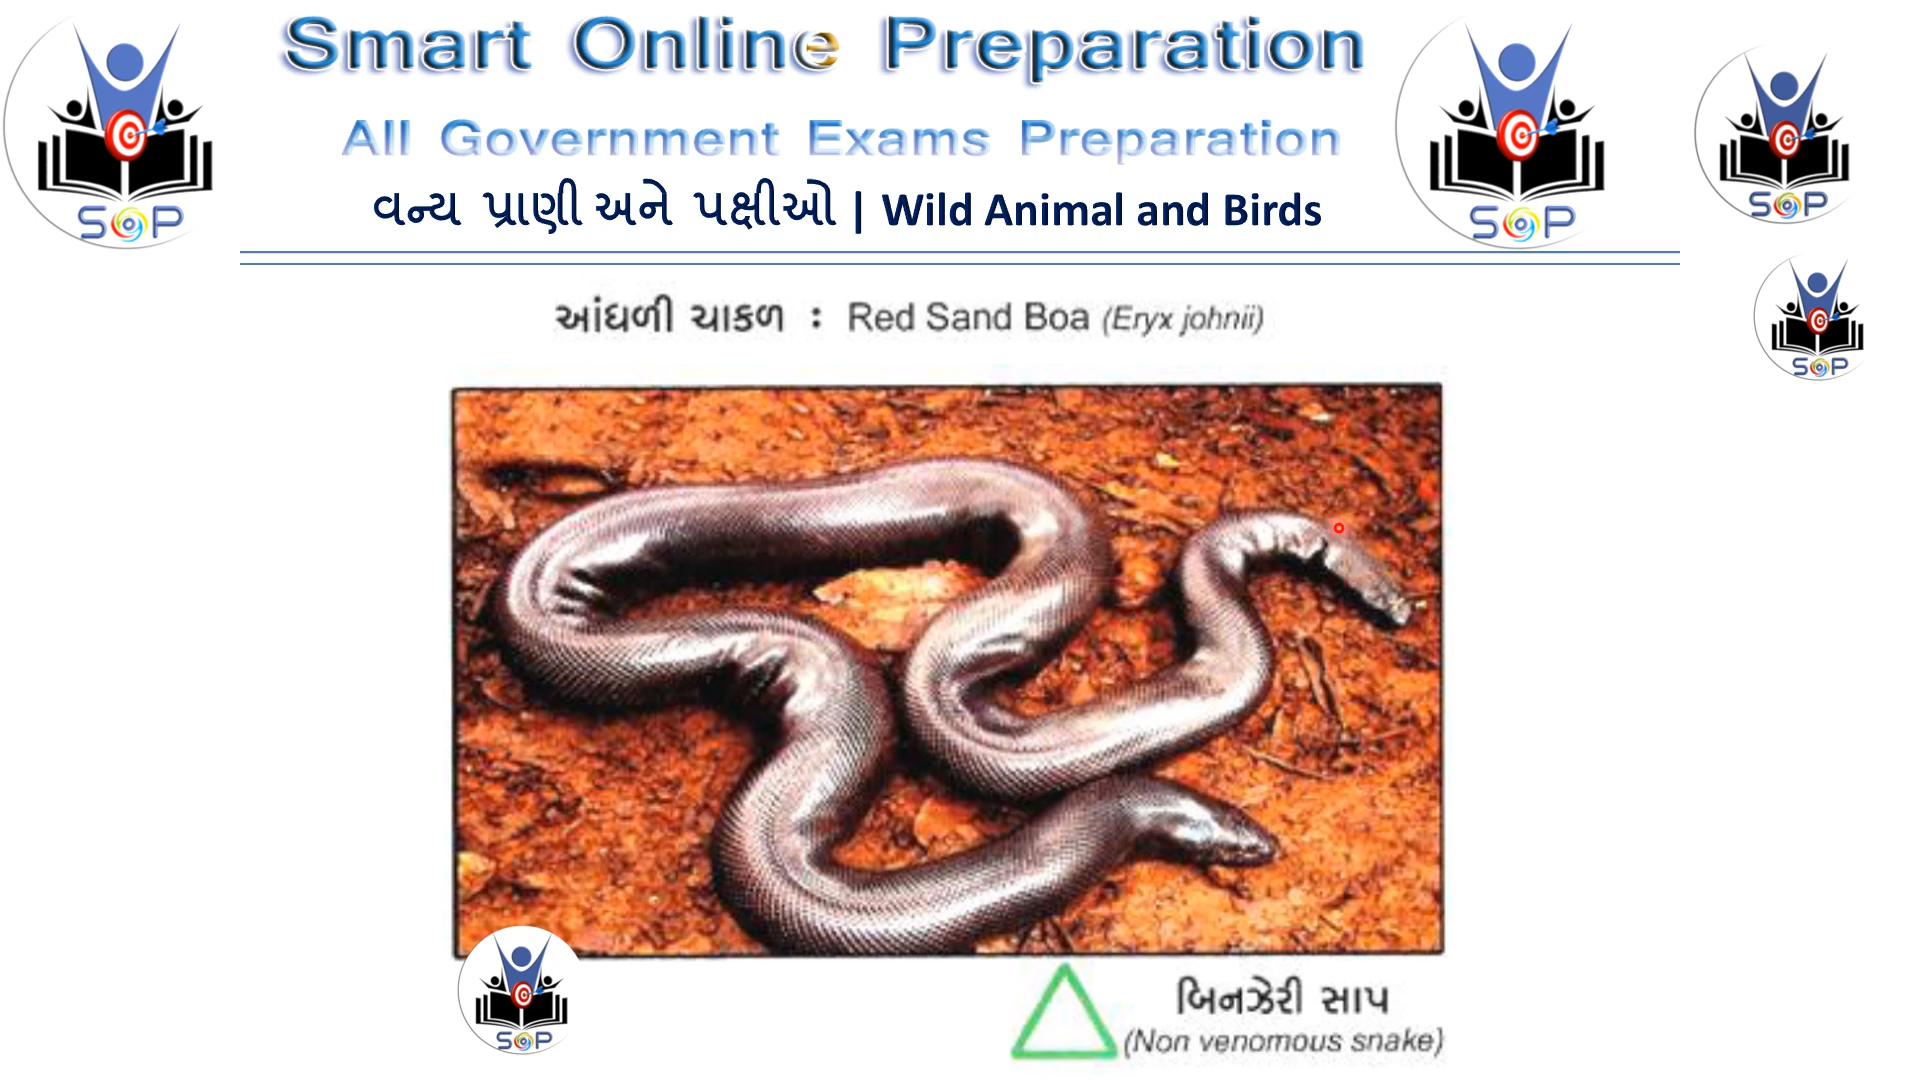 Smart Online Preparation
All Government Exams Preparation
વન્ય પ્રાણી અને પક્ષીઓ | Wild Animal and Birds
SOP
SOP
SOP
SOP
આંધળી ચાકળ : Red Sand Boa (Eryx johnii)
SOP
બિનઝેરી સાપ
(Non venomous snake)